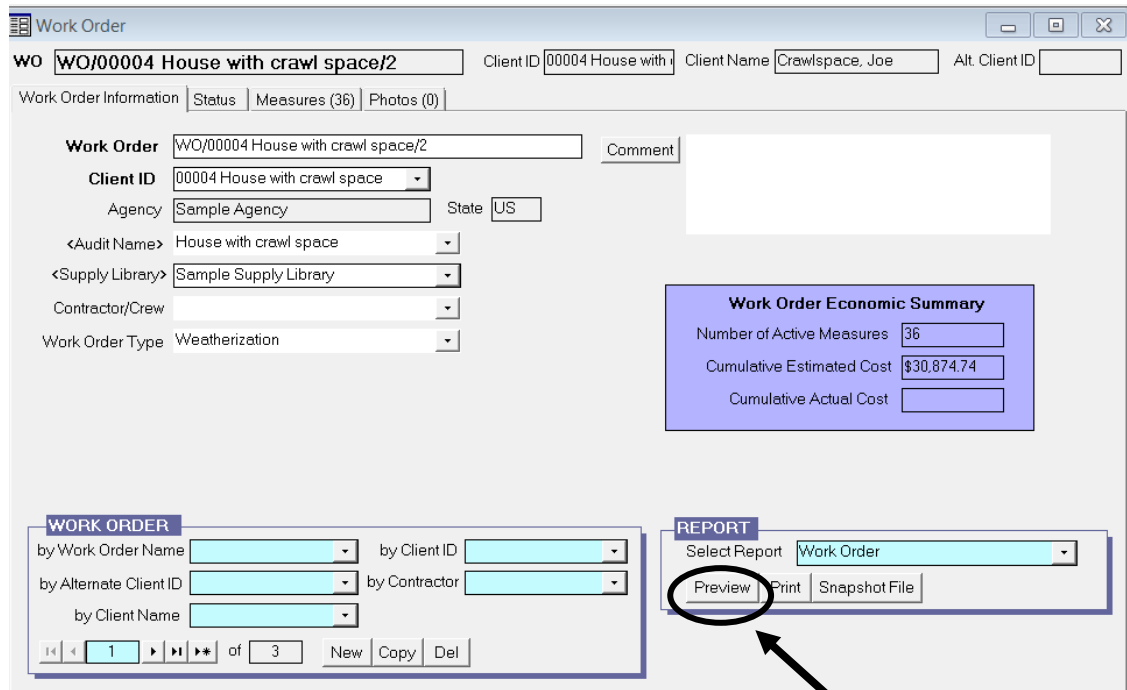 Work Order
WO WO/00004 House with crawl space/2 Client ID 00004 House with Client Name Crawlspace, Joe Alt. Client ID
Work Order Information Status Measures (36) Photos (0)
Work Order WO/00004 House with crawl space/2 Comment
Client ID 00004 House with crawl space
Agency Sample Agency State US
<Audit Name> House with crawl space
<Supply Library> Sample Supply Library
Contractor/Crew
Work Order Type Weatherization
Work Order Economic Summary
Number of Active Measures 36
Cumulative Estimated Cost $30,874.74
Cumulative Actual Cost
WORK ORDER
by Work Order Name by Client ID
by Alternate Client ID by Contractor
by Client Name
1 of 3 New Copy Del
REPORT
Select Report Work Order
Preview Print Snapshot File